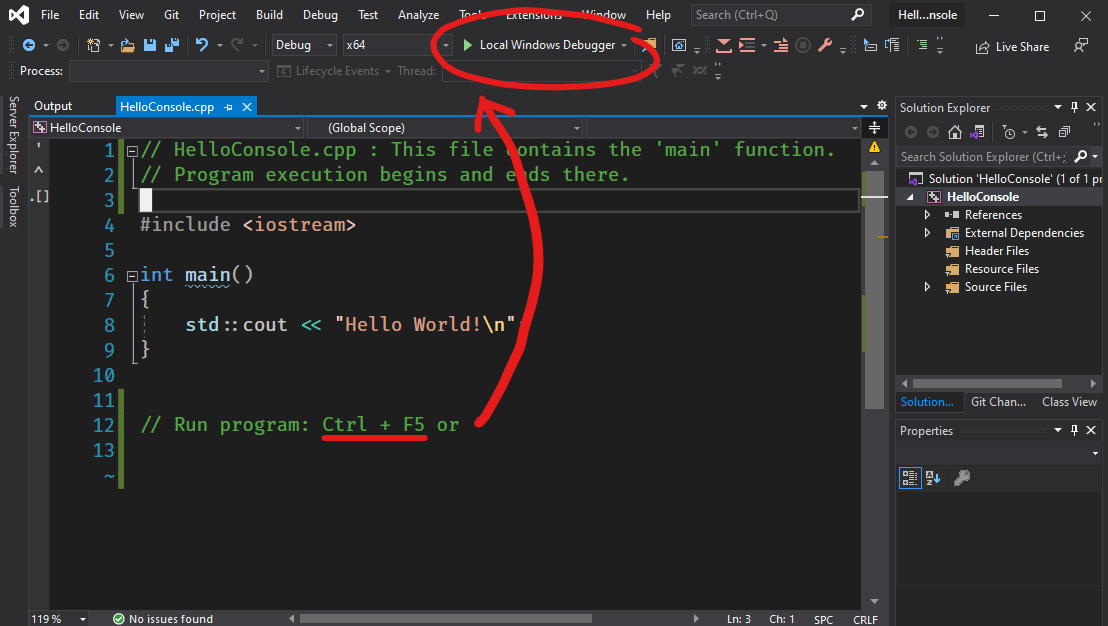 File Edit View Git Project Build Debug Test Analyze Tools Extensions Window Help Search (Ctrl+Q) Hell...nsole
Debug x64 Local Windows Debugger Live Share
Process: Lifecycle Events Thread:
Server Explorer
Toolbox
Output HelloConsole.cpp
HelloConsole (Global Scope)
1 // HelloConsole.cpp : This file contains the 'main' function.
2 // Program execution begins and ends there.
3
4 #include <iostream>
5
6 int main()
7 {
8 std::cout << "Hello World!\n";
9 }
10
11
12 // Run program: Ctrl + F5 or
13
~
119 % No issues found Ln: 3 Ch: 1 SPC CRLF
Solution Explorer
Search Solution Explorer (Ctrl+;
Solution 'HelloConsole' (1 of 1 pr
HelloConsole
References
External Dependencies
Header Files
Resource Files
Source Files
Solution... Git Chan... Class View
Properties